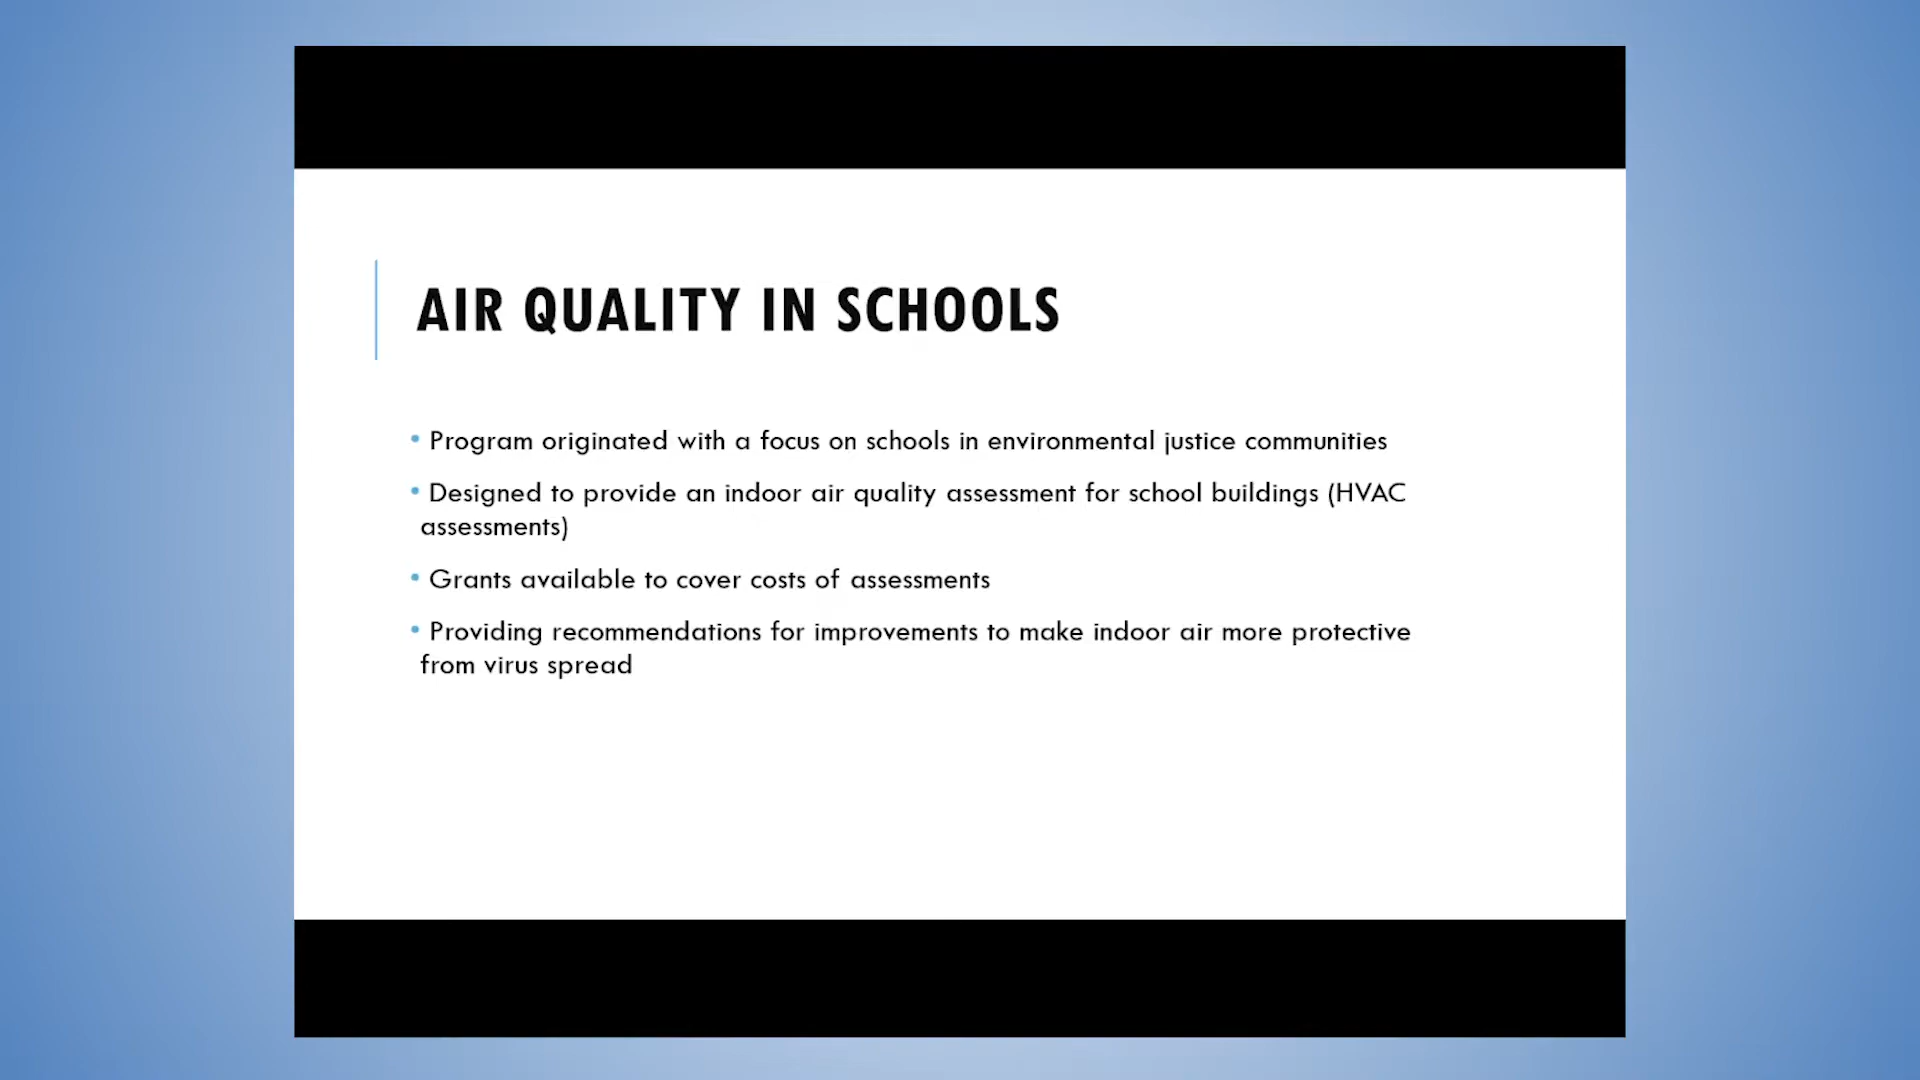 AIR QUALITY IN SCHOOLS
• Program originated with a focus on schools in environmental justice communities
• Designed to provide an indoor air quality assessment for school buildings (HVAC
assessments)
• Grants available to cover costs of assessments
• Providing recommendations for improvements to make indoor air more protective
from virus spread